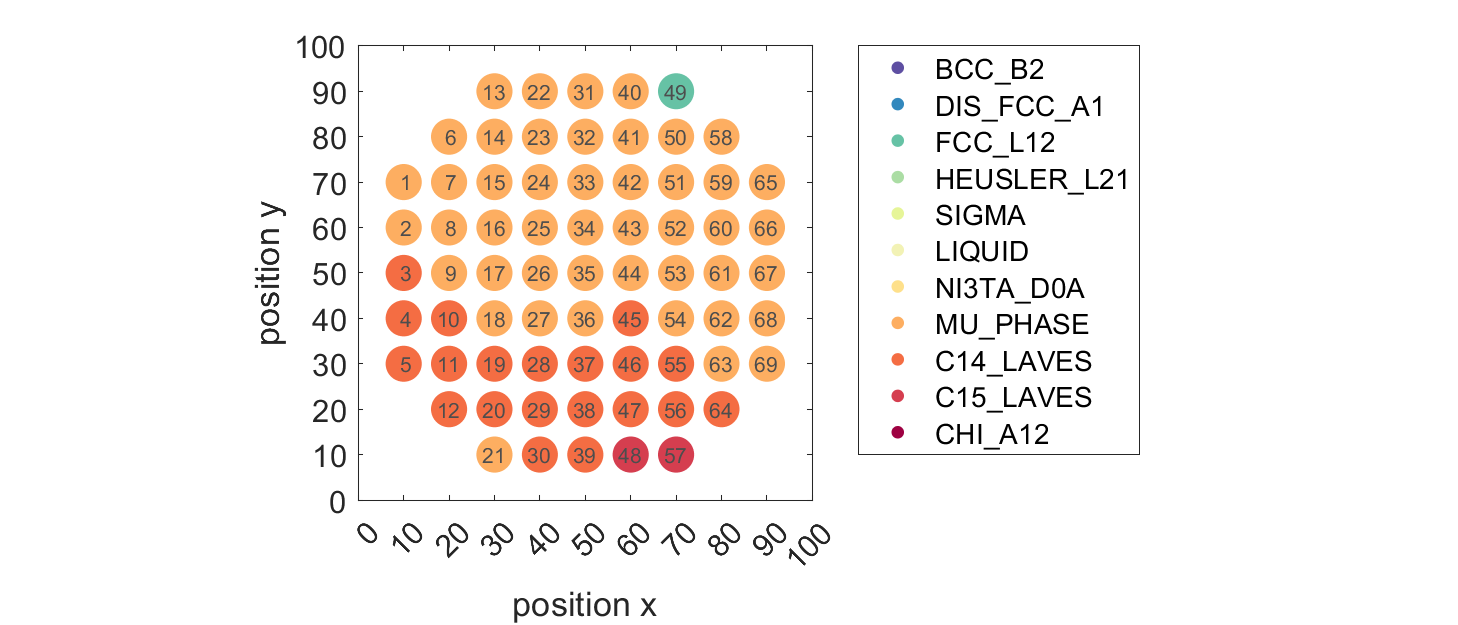 100
90
80
70
60
50
40
30
20
10
0
position y
13 22 31 40 49
6 14 23 32 41 50 58
1 7 15 24 33 42 51 59 65
2 8 16 25 34 43 52 60 66
3 9 17 26 35 44 53 61 67
4 10 18 27 36 45 54 62 68
5 11 19 28 37 46 55 63 69
12 20 29 38 47 56 64
21 30 39 48 57
0 10 20 30 40 50 60 70 80 90 100
position x
BCC_B2
DIS_FCC_A1
FCC_L12
HEUSLER_L21
SIGMA
LIQUID
NI3TA_D0A
MU_PHASE
C14_LAVES
C15_LAVES
CHI_A12